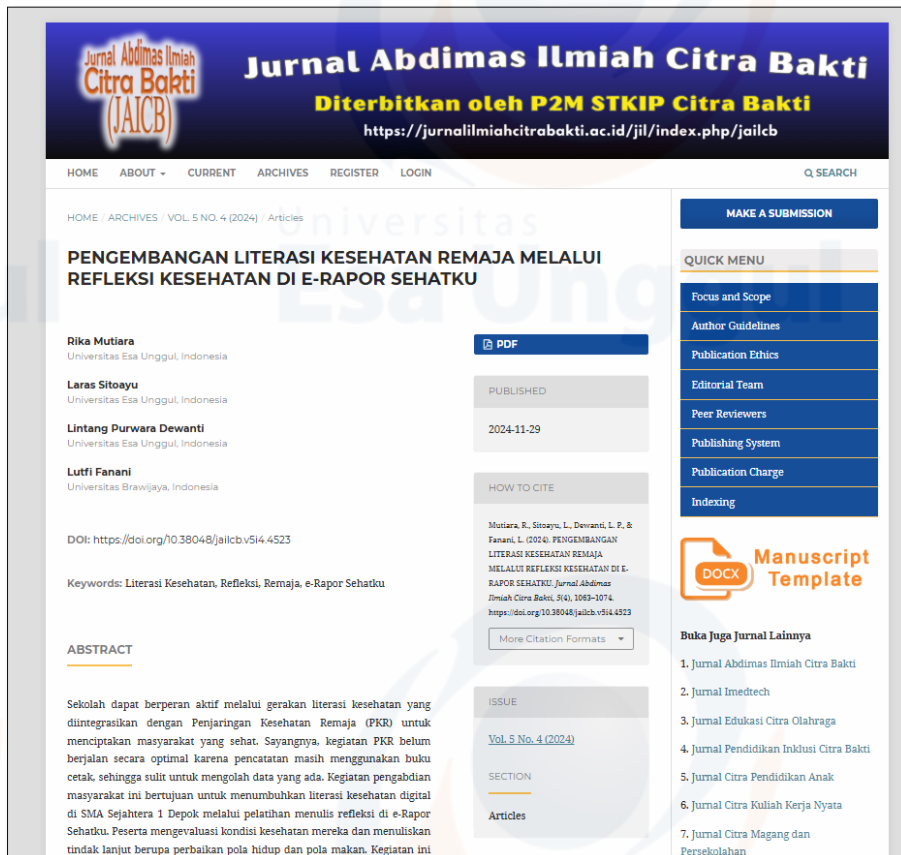 Jurnal Abdimas Ilmiah
Citra Bakti
(JAICB)
Jurnal Abdimas Ilmiah Citra Bakti
Diterbitkan oleh P2M STKIP Citra Bakti
https://jurnalilmiahcitrabakti.ac.id/jil/index.php/jailcb
HOME ABOUT CURRENT ARCHIVES REGISTER LOGIN SEARCH
HOME / ARCHIVES / VOL. 5 NO. 4 (2024) / Articles
Universitas
Esa Unggul
PENGEMBANGAN LITERASI KESEHATAN REMAJA MELALUI
REFLEKSI KESEHATAN DI E-RAPOR SEHATKU
Rika Mutiara
Universitas Esa Unggul, Indonesia
Laras Sitoayu
Universitas Esa Unggul, Indonesia
Lintang Purwara Dewanti
Universitas Esa Unggul, Indonesia
Lutfi Fanani
Universitas Brawijaya, Indonesia
DOI: https://doi.org/10.38048/jailcb.v5i4.4523
Keywords: Literasi Kesehatan, Refleksi, Remaja, e-Rapor Sehatku
ABSTRACT
Sekolah dapat berperan aktif melalui gerakan literasi kesehatan yang
diintegrasikan dengan Penjaringan Kesehatan Remaja (PKR) untuk
menciptakan masyarakat yang sehat. Sayangnya, kegiatan PKR belum
berjalan secara optimal karena pencatatan masih menggunakan buku
cetak, sehingga sulit untuk mengolah data yang ada. Kegiatan pengabdian
masyarakat ini bertujuan untuk menumbuhkan literasi kesehatan digital
di SMA Sejahtera 1 Depok melalui pelatihan menulis refleksi di e-Rapor
Sehatku. Peserta mengevaluasi kondisi kesehatan mereka dan menuliskan
tindak lanjut berupa perbaikan pola hidup dan pola makan. Kegiatan ini
PDF
PUBLISHED
2024-11-29
HOW TO CITE
Mutiara, R., Sitoayu, L., Dewanti, L. P., &
Fanani, L. (2024). PENGEMBANGAN
LITERASI KESEHATAN REMAJA
MELALUI REFLEKSI KESEHATAN DI E-
RAPOR SEHATKU. Jurnal Abdimas
Ilmiah Citra Bakti, 5(4), 1063–1074.
https://doi.org/10.38048/jailcb.v5i4.4523
More Citation Formats
ISSUE
Vol. 5 No. 4 (2024)
SECTION
Articles
MAKE A SUBMISSION
QUICK MENU
Focus and Scope
Author Guidelines
Publication Ethics
Editorial Team
Peer Reviewers
Publishing System
Publication Charge
Indexing
DOCX
Manuscript
Template
Buka Juga Jurnal Lainnya
1. Jurnal Abdimas Ilmiah Citra Bakti
2. Jurnal Imedtech
3. Jurnal Edukasi Citra Olahraga
4. Jurnal Pendidikan Inklusi Citra Bakti
5. Jurnal Citra Pendidikan Anak
6. Jurnal Citra Kuliah Kerja Nyata
7. Jurnal Citra Magang dan
Persekolahan